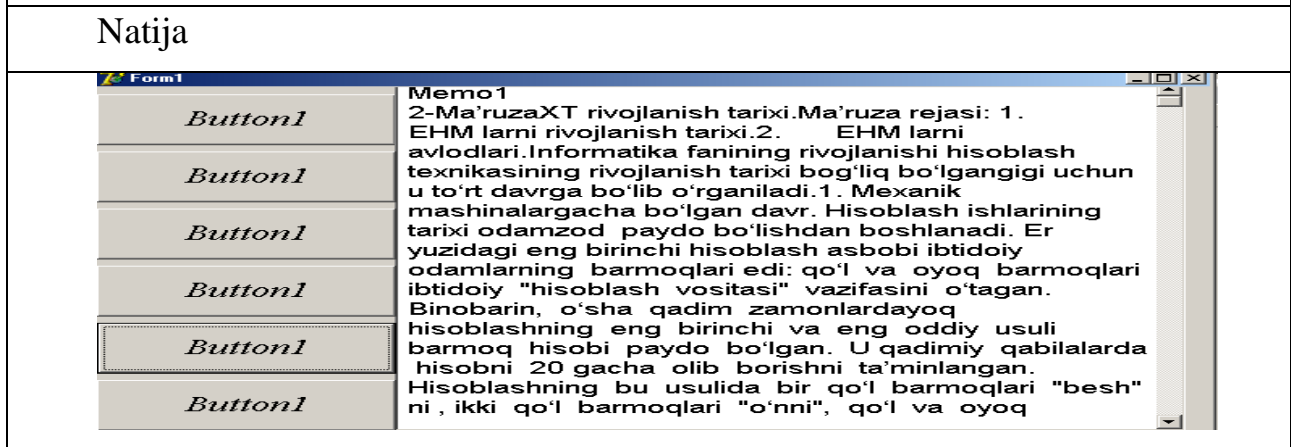 Natija
Form1
Button1
Button1
Button1
Button1
Button1
Button1
Memo1
2-Ma’ruzaXT rivojlanish tarixi.Ma’ruza rejasi: 1.
EHM larni rivojlanish tarixi.2. EHM larni
avlodlari.Informatika fanining rivojlanishi hisoblash
texnikasining rivojlanish tarixi bog‘liq bo‘lgangigi uchun
u to‘rt davrga bo‘lib o‘rganiladi.1. Mexanik
mashinalargacha bo‘lgan davr. Hisoblash ishlarining
tarixi odamzod paydo bo‘lishdan boshlanadi. Er
yuzidagi eng birinchi hisoblash asbobi ibtidoiy
odamlarning barmoqlari edi: qo‘l va oyoq barmoqlari
ibtidoiy "hisoblash vositasi" vazifasini o‘tagan.
Binobarin, o‘sha qadim zamonlardayoq
hisoblashning eng birinchi va eng oddiy usuli
barmoq hisobi paydo bo‘lgan. U qadimiy qabilalarda
hisobni 20 gacha olib borishni ta’minlangan.
Hisoblashning bu usulida bir qo‘l barmoqlari "besh"
ni , ikki qo‘l barmoqlari "o‘nni", qo‘l va oyoq